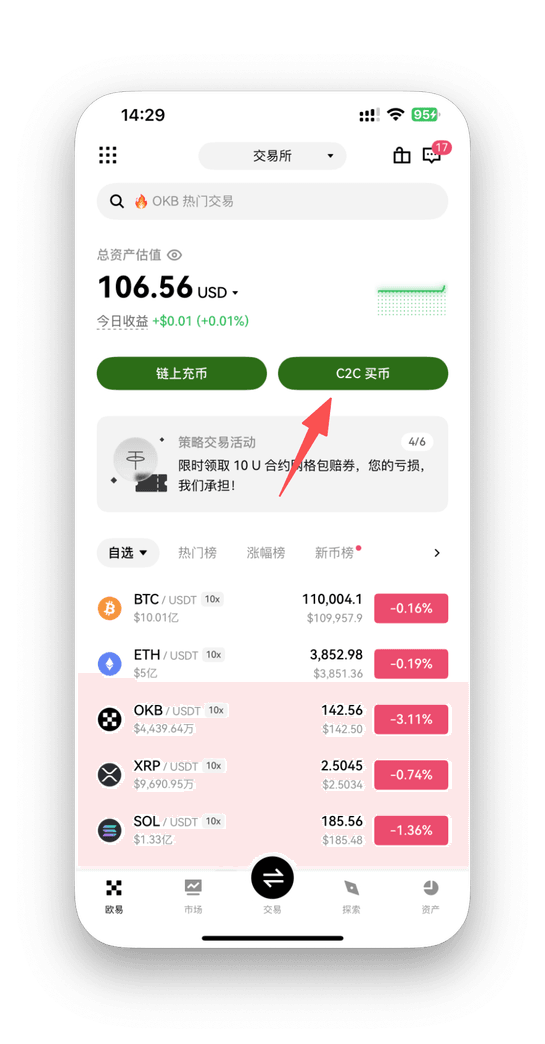 14:29
95
交易所
17
🔥 OKB 热门交易
总资产估值
106.56 USD
今日收益 +$0.01 (+0.01%)
链上充币
C2C 买币
策略交易活动
4/6
限时领取 10 U 合约网格包赔券，您的亏损，
我们承担！
自选 热门榜 涨幅榜 新币榜
BTC / USDT 10x 110,004.1 -0.16%
$10.01亿 $109,957.9
ETH / USDT 10x 3,852.98 -0.19%
$5亿 $3,851.36
OKB / USDT 10x 142.56 -3.11%
$4,439.64万 $142.50
XRP / USDT 10x 2.5045 -0.74%
$9,690.95万 $2.5034
SOL / USDT 10x 185.56 -1.36%
$1.33亿 $185.48
欧易 市场 交易 探索 资产